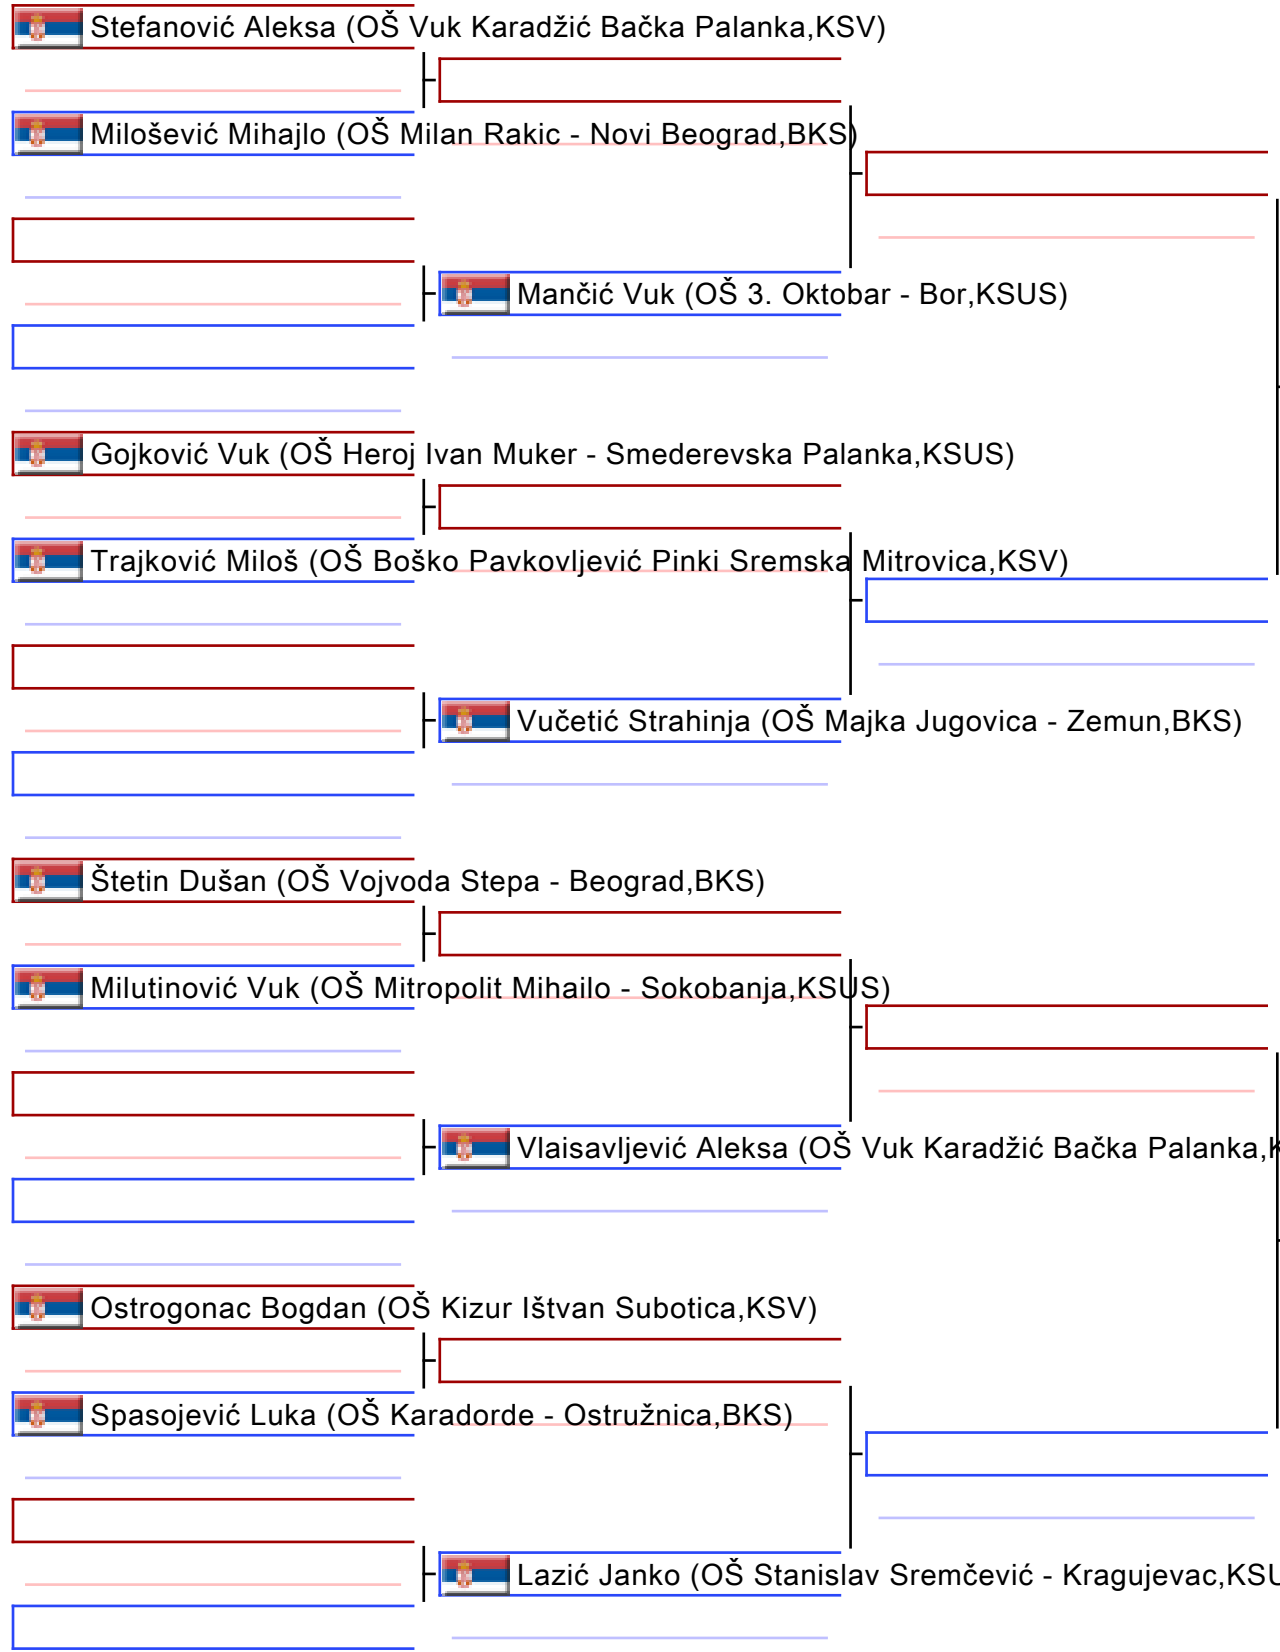 Stefanović Aleksa (OŠ Vuk Karadžić Bačka Palanka,KSV)
Milošević Mihajlo (OŠ Milan Rakic - Novi Beograd,BKS)
Mančić Vuk (OŠ 3. Oktobar - Bor,KSUS)
Gojković Vuk (OŠ Heroj Ivan Muker - Smederevska Palanka,KSUS)
Trajković Miloš (OŠ Boško Pavkovljević Pinki Sremska Mitrovica,KSV)
Vučetić Strahinja (OŠ Majka Jugovica - Zemun,BKS)
Štetin Dušan (OŠ Vojvoda Stepa - Beograd,BKS)
Milutinović Vuk (OŠ Mitropolit Mihailo - Sokobanja,KSUS)
Vlaisavljević Aleksa (OŠ Vuk Karadžić Bačka Palanka,
Ostrogonac Bogdan (OŠ Kizur Ištvan Subotica,KSV)
Spasojević Luka (OŠ Karadorde - Ostružnica,BKS)
Lazić Janko (OŠ Stanislav Sremčević - Kragujevac,